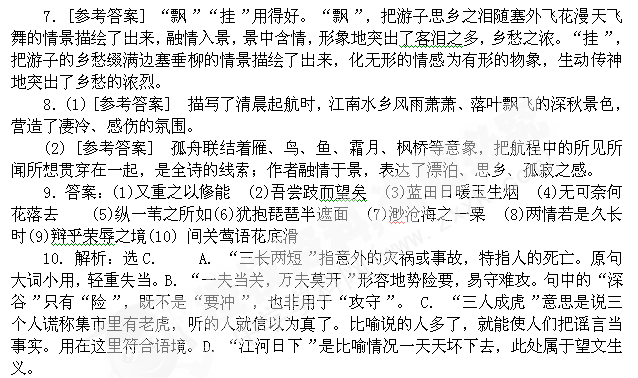 7. [参考答案] “飘”“挂”用得好。“飘”，把游子思乡之泪随塞外飞花漫天飞
舞的情景描绘了出来，融情入景，景中含情，形象地突出了客泪之多，乡愁之浓。“挂”，
把游子的乡愁缀满边塞垂柳的情景描绘了出来，化无形的情感为有形的物象，生动传神
地突出了乡愁的浓烈。
8. (1) [参考答案] 描写了清晨起航时，江南水乡风雨萧萧、落叶飘飞的深秋景色，
营造了凄冷、感伤的氛围。
(2) [参考答案] 孤舟联结着雁、鸟、鱼、霜月、枫桥等意象，把航程中的所见所
闻所想贯穿在一起，是全诗的线索；作者融情于景，表达了漂泊、思乡、孤寂之感。
9. 答案：(1)又重之以修能 (2)吾尝跂而望矣 (3)蓝田日暖玉生烟 (4)无可奈何
花落去 (5)纵一苇之所如(6)犹抱琵琶半遮面 (7)渺沧海之一粟 (8)两情若是久长
时(9)辩乎荣辱之境(10) 间关莺语花底滑
10. 解析：选 C. A. “三长两短”指意外的灾祸或事故，特指人的死亡。原句
大词小用，轻重失当。B. “一夫当关，万夫莫开”形容地势险要，易守难攻。句中的“深
谷”只有“险”，既不是“要冲”，也非用于“攻守”。 C. “三人成虎”意思是说三
个人谎称集市里有老虎，听的人就信以为真了。比喻说的人多了，就能使人们把谣言当
事实。用在这里符合语境。D. “江河日下”是比喻情况一天天坏下去，此处属于望文生
义。